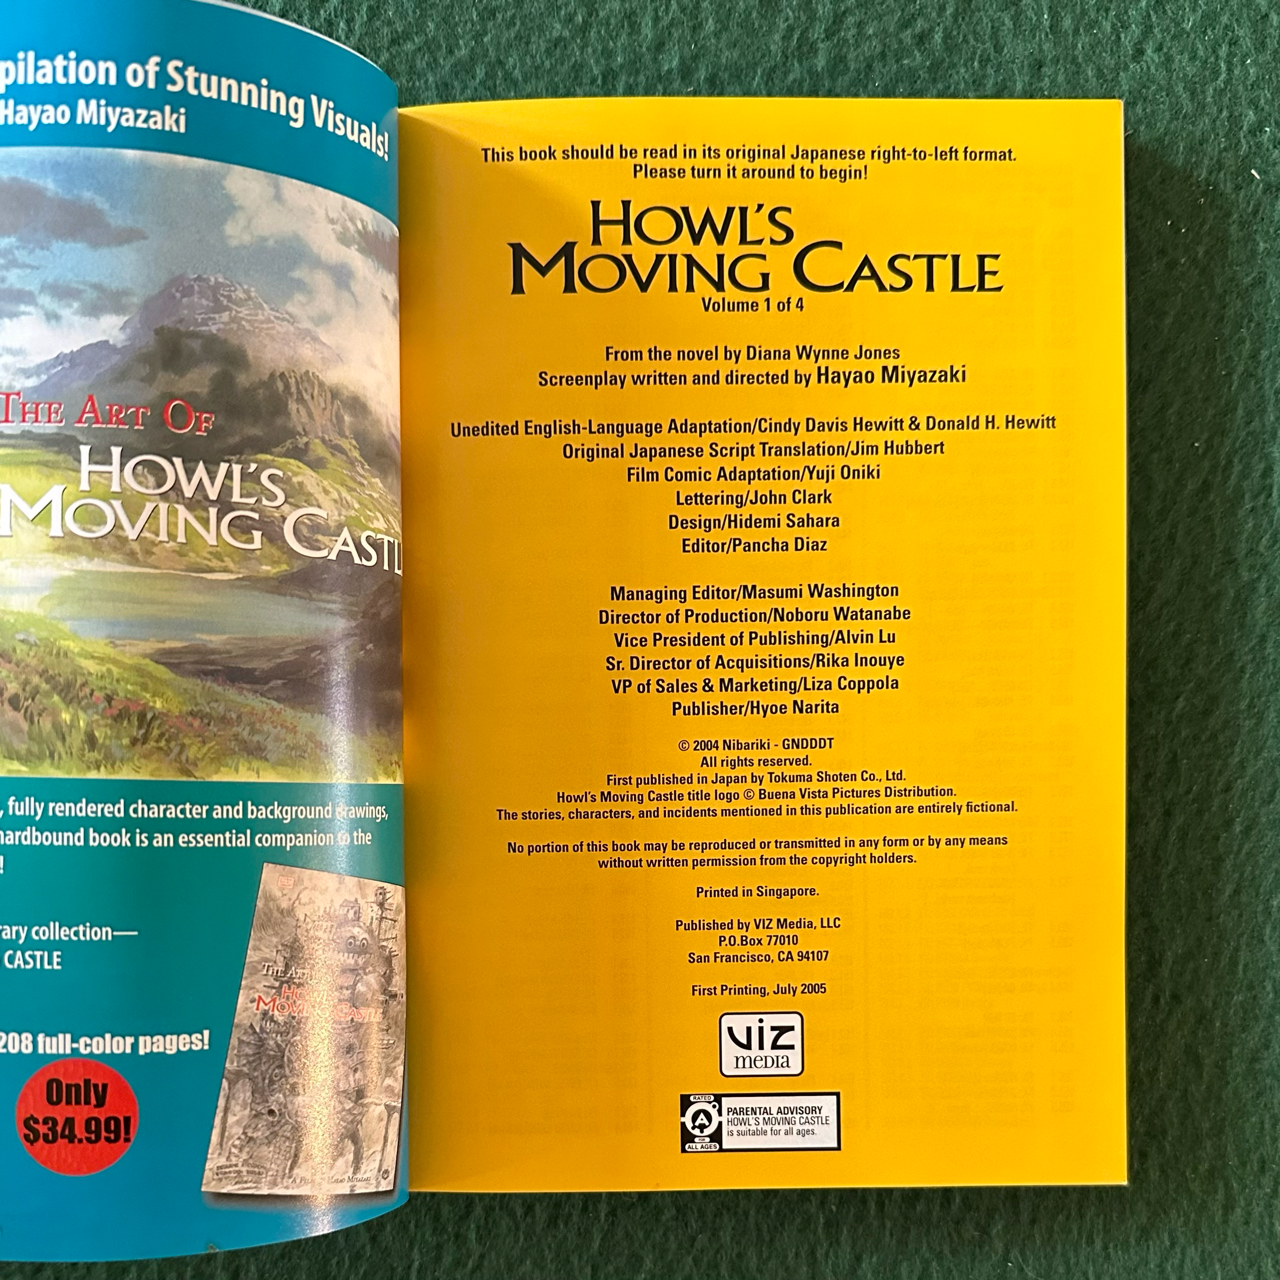 pilation of Stunning Visuals!
Hayao Miyazaki
THE ART OF
HOWL'S
MOVING CASTL
, fully rendered character and background drawings,
hardbound book is an essential companion to the
!
rary collection—
CASTLE
208 full-color pages!
Only
$34.99!
THE ART
HOWL'S
MOVING CASTLE
This book should be read in its original Japanese right-to-left format.
Please turn it around to begin!
HOWL'S
MOVING CASTLE
Volume 1 of 4
From the novel by Diana Wynne Jones
Screenplay written and directed by Hayao Miyazaki
Unedited English-Language Adaptation/Cindy Davis Hewitt & Donald H. Hewitt
Original Japanese Script Translation/Jim Hubbert
Film Comic Adaptation/Yuji Oniki
Lettering/John Clark
Design/Hidemi Sahara
Editor/Pancha Diaz
Managing Editor/Masumi Washington
Director of Production/Noboru Watanabe
Vice President of Publishing/Alvin Lu
Sr. Director of Acquisitions/Rika Inouye
VP of Sales & Marketing/Liza Coppola
Publisher/Hyoe Narita
© 2004 Nibariki - GNDDDT
All rights reserved.
First published in Japan by Tokuma Shoten Co., Ltd.
Howl's Moving Castle title logo © Buena Vista Pictures Distribution.
The stories, characters, and incidents mentioned in this publication are entirely fictional.
No portion of this book may be reproduced or transmitted in any form or by any means
without written permission from the copyright holders.
Printed in Singapore.
Published by VIZ Media, LLC
P.O.Box 77010
San Francisco, CA 94107
First Printing, July 2005
VIZ
MEDIA
RATED
A
FOR
ALL AGES
PARENTAL ADVISORY
HOWL'S MOVING CASTLE
is suitable for all ages.